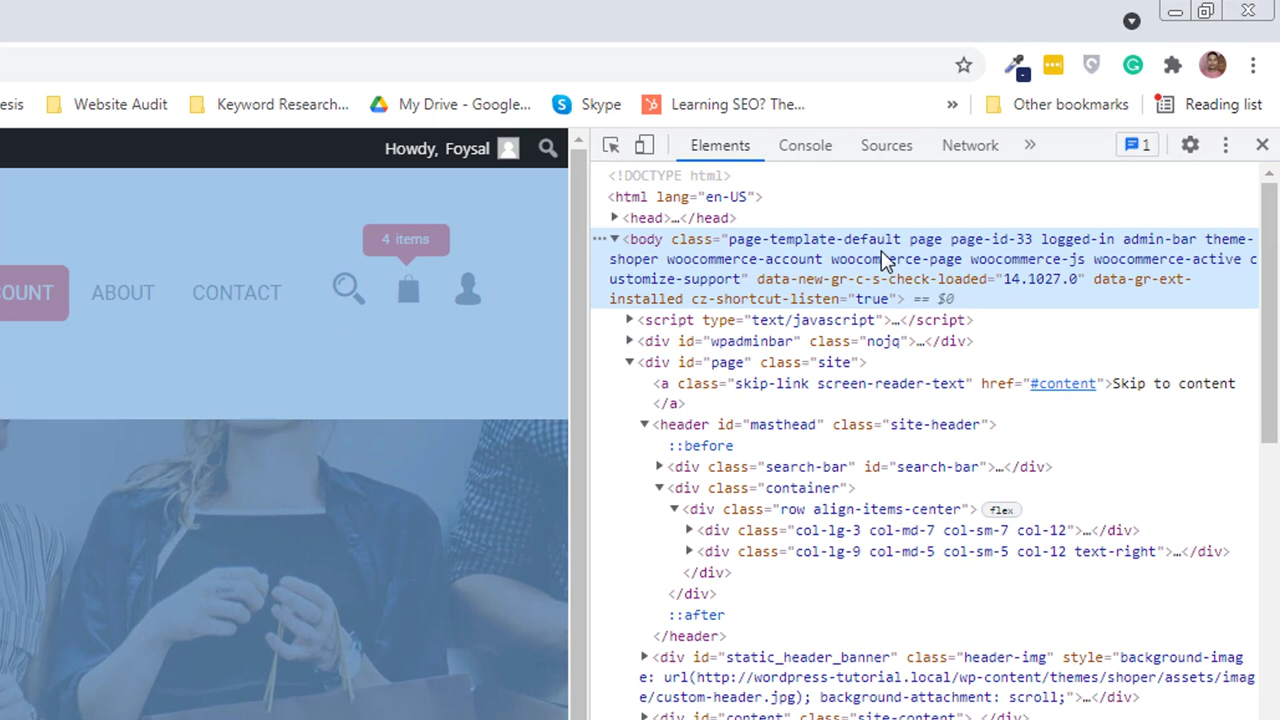 esis Website Audit Keyword Research... My Drive - Google... Skype Learning SEO? The... » Other bookmarks Reading list
Howdy, Foysal
4 items
OUNT ABOUT CONTACT
Elements Console Sources Network » 1
<!DOCTYPE html>
<html lang="en-US">
<head>…</head>
<body class="page-template-default page page-id-33 logged-in admin-bar theme-
shoper woocommerce-account woocommerce-page woocommerce-js woocommerce-active c
ustomize-support" data-new-gr-c-s-check-loaded="14.1027.0" data-gr-ext-
installed cz-shortcut-listen="true"> == $0
<script type="text/javascript">…</script>
<div id="wpadminbar" class="nojq">…</div>
<div id="page" class="site">
<a class="skip-link screen-reader-text" href="#content">Skip to content
</a>
<header id="masthead" class="site-header">
::before
<div class="search-bar" id="search-bar">…</div>
<div class="container">
<div class="row align-items-center"> flex
<div class="col-lg-3 col-md-7 col-sm-7 col-12">…</div>
<div class="col-lg-9 col-md-5 col-sm-5 col-12 text-right">…</div>
</div>
</div>
::after
</header>
<div id="static_header_banner" class="header-img" style="background-imag
e: url(http://wordpress-tutorial.local/wp-content/themes/shoper/assets/imag
e/custom-header.jpg); background-attachment: scroll;">…</div>
<div id="content" class="site-content">